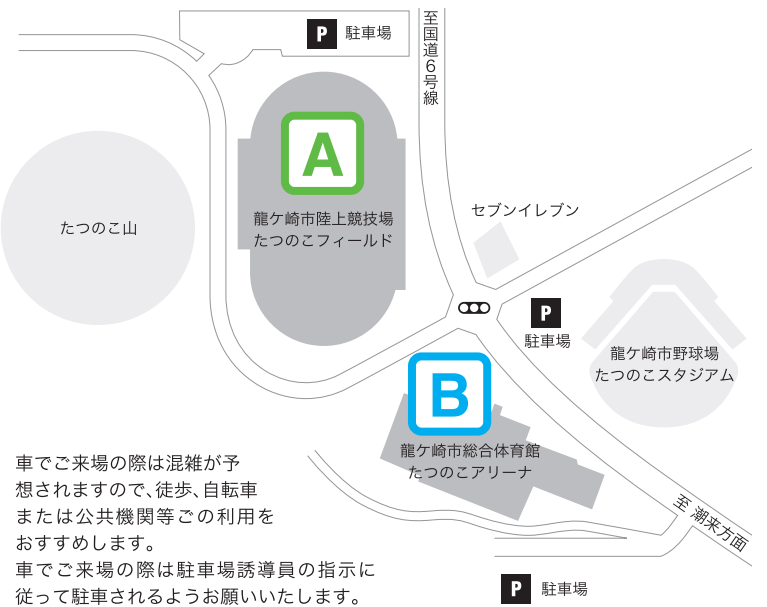 P 駐車場
至国道6号線
A
龍ケ崎市陸上競技場
たつのこフィールド
たつのこ山
セブンイレブン
P
駐車場
龍ケ崎市野球場
たつのこスタジアム
B
龍ケ崎市総合体育館
たつのこアリーナ
車でご来場の際は混雑が予
想されますので、徒歩、自転車
または公共機関等ごの利用を
おすすめします。
車でご来場の際は駐車場誘導員の指示に
従って駐車されるようお願いいたします。
至 潮来方面
P 駐車場